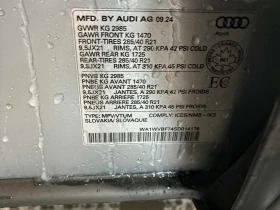 MFD. BY AUDI AG 09 24
GVWR KG 2985
GAWR FRONT KG 1470
FRONT-TIRES 285/40 R21
9,5JX21 RIMS, AT 290 KPA 42 PSI COLD
GAWR REAR KG 1725
REAR-TIRES 285/40 R21
9,5JX21 RIMS, AT 310 KPA 45 PSI COLD
PNBV KG 2985
PNBE AVANT KG 1470
PNEUS AVANT 285/40 R21
9,5JX21 JANTES, A 290 KPA 42 PSI FROIDS
PNBE ARRIERE KG 1725
PNEUS ARRIERE 285/40 R21
9,5JX21 JANTES, A 310 KPA 45 PSI FROIDS
TYPE: MPV/VTUM
SLOVAKIA/ SLOVAQUIE
COMPLY:
Audi